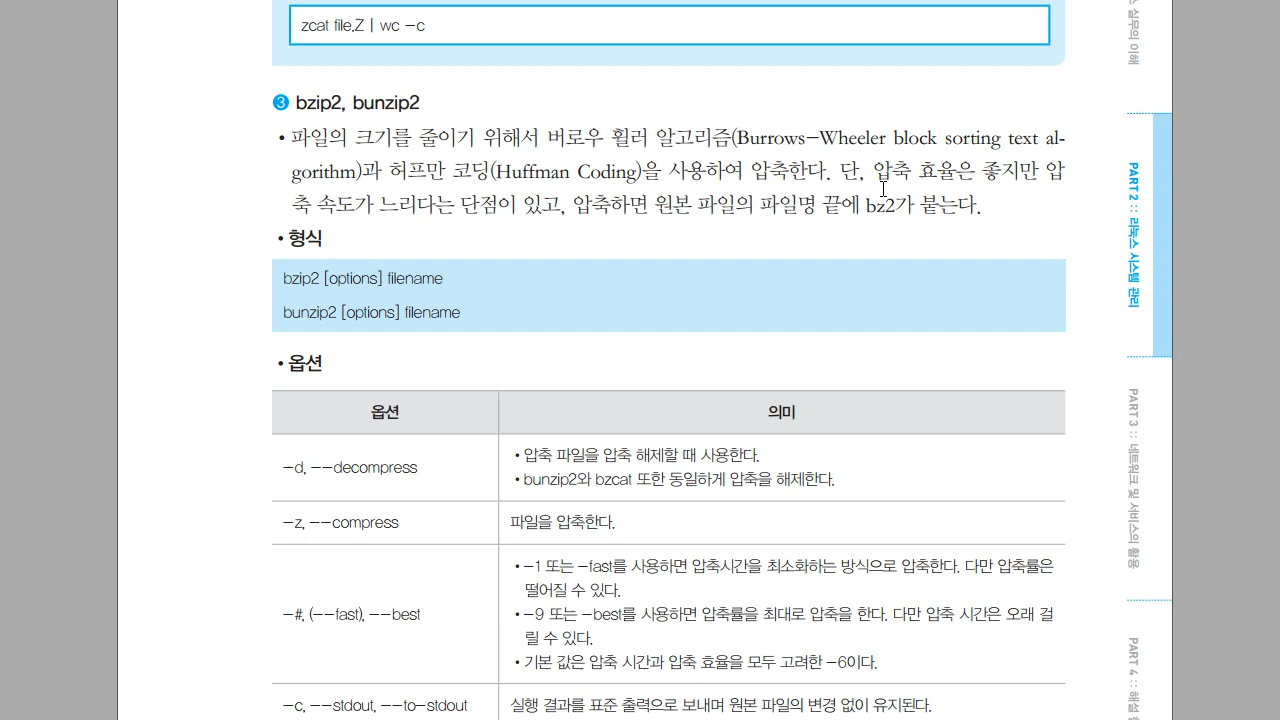 zcat file.Z | wc -c
3 bzip2, bunzip2
• 파일의 크기를 줄이기 위해서 버로우 휠러 알고리즘(Burrows-Wheeler block sorting text al-
gorithm)과 허프만 코딩(Huffman Coding)을 사용하여 압축한다. 단, 압축 효율은 좋지만 압
축 속도가 느리다는 단점이 있고, 압축하면 원본 파일의 파일명 끝에 bz2가 붙는다.
• 형식
bzip2 [options] filename
bunzip2 [options] filename
• 옵션
옵션 의미
-d, --decompress
• 압축 파일을 압축 해제할 때 사용한다.
• bunzip2와 bzcat 또한 동일하게 압축을 해제한다.
-z, --compress 파일을 압축한다.
-#, (--fast), --best
-1 또는 -fast를 사용하면 압축시간을 최소화하는 방식으로 압축한다. 다만 압축률은
떨어질 수 있다.
• -9 또는 -best를 사용하면 압축률을 최대로 압축을 한다. 다만 압축 시간은 오래 걸
릴 수 있다.
• 기본 값은 압축 시간과 압축 효율을 모두 고려한 -6이다.
-c, --stdout, --to-stdout 실행 결과를 표준 출력으로 보내며 원본 파일의 변경 없이 유지된다.
스 실무의 이해
PART 2 :: 리눅스 시스템 관리
PART 3 :: 네트워크 및 서비스의 활용
PART 4 :: 해설